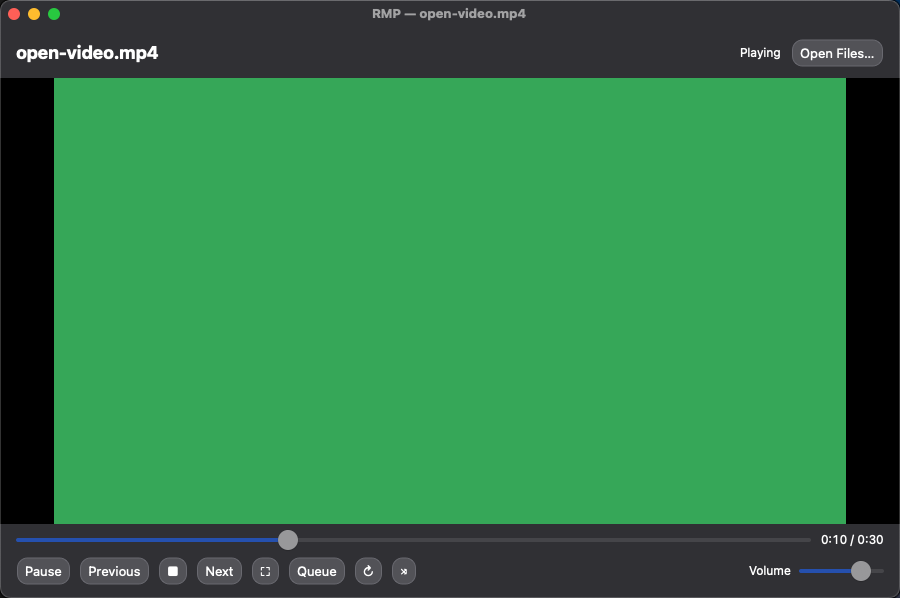 RMP — open-video.mp4
open-video.mp4
Playing
Open Files...
0:10 / 0:30
Pause
Previous
Next
Queue
Volume